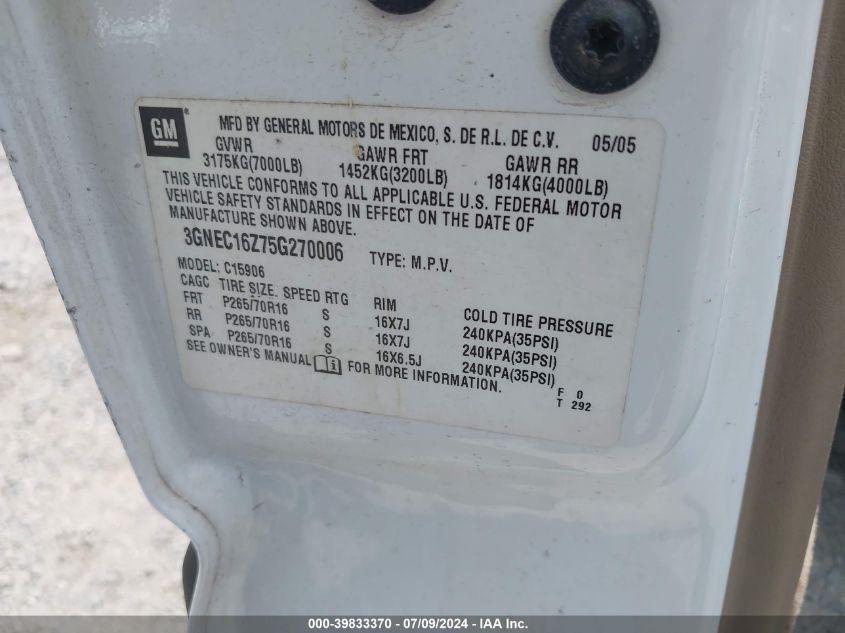 GM ®
MFD BY GENERAL MOTORS DE MEXICO, S. DE R.L. DE C.V. 05/05
GVWR GAWR FRT GAWR RR
3175KG(7000LB) 1452KG(3200LB) 1814KG(4000LB)
THIS VEHICLE CONFORMS TO ALL APPLICABLE U.S. FEDERAL MOTOR
VEHICLE SAFETY STANDARDS IN EFFECT ON THE DATE OF
MANUFACTURE SHOWN ABOVE.
3GNEC16Z75G270006 TYPE: M.P.V.
MODEL: C15906
CAGC TIRE SIZE. SPEED RTG RIM COLD TIRE PRESSURE
FRT P265/70R16 S 16X7J 240KPA(35PSI)
RR P265/70R16 S 16X7J 240KPA(35PSI)
SPA P265/70R16 S 16X6.5J 240KPA(35PSI)
SEE OWNER'S MANUAL i FOR MORE INFORMATION.
F 0
T 292
000-39833370 - 07/09/2024 - IAA Inc.